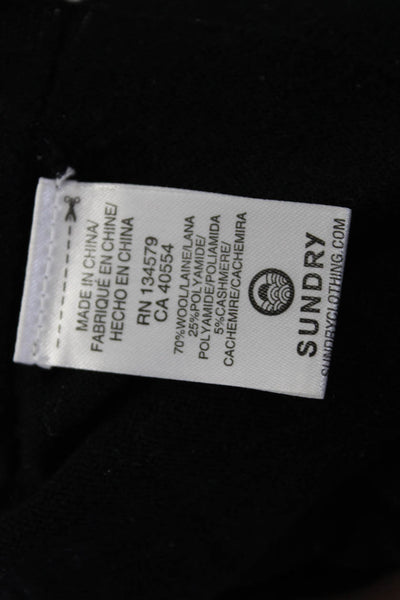 MADE IN CHINA/
FABRIQUÉ EN CHINE/
HECHO EN CHINA
RN 134579
CA 40554
70%WOOL/LAINE/LANA
25%POLYAMIDE/
POLYAMIDE/POLIAMIDA
5%CASHMERE/
CACHEMIRE/CACHEMIRA
SUNDRY
SUNDRYCLOTHING.COM